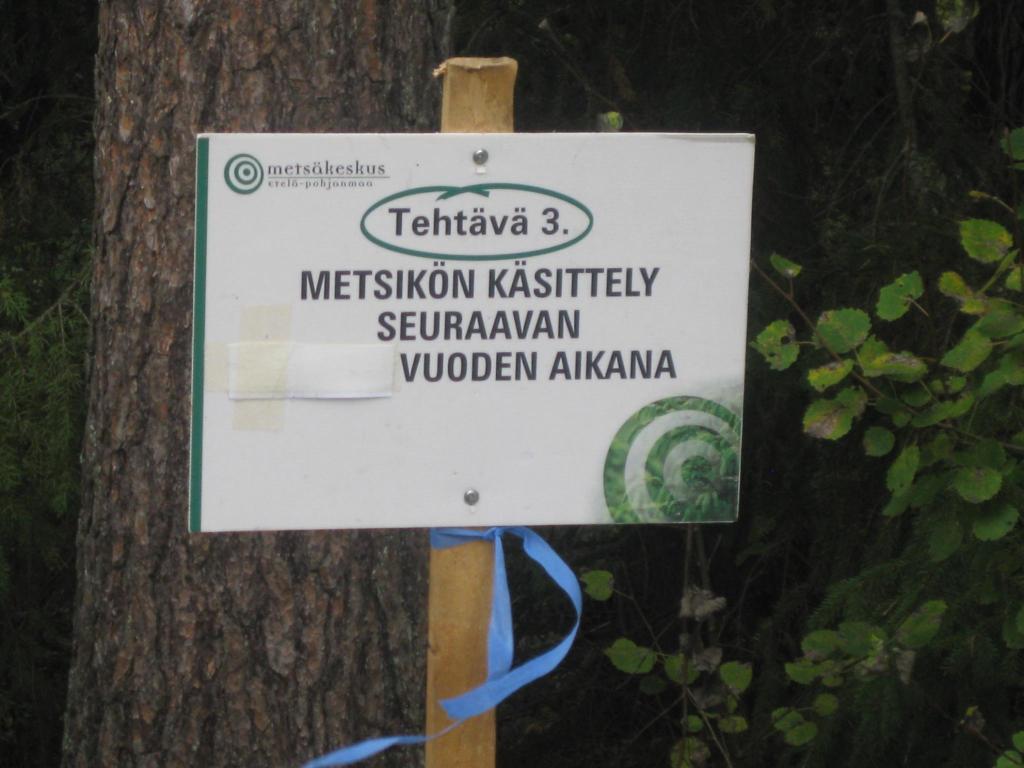 metsäkeskus
etelä-pohjanmaa
Tehtävä 3.
METSIKÖN KÄSITTELY
SEURAAVAN
VUODEN AIKANA